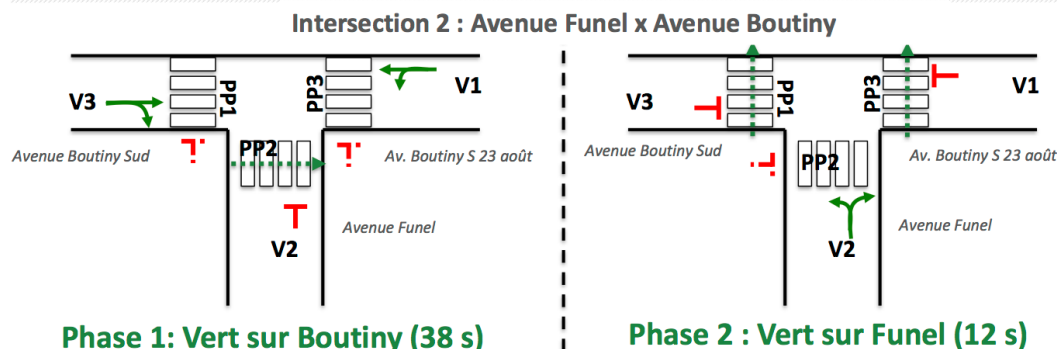 Intersection 2 : Avenue Funel x Avenue Boutiny
V3
PP1
PP3
V1
Avenue Boutiny Sud
PP2
Av. Boutiny S 23 août
V2
Avenue Funel
Phase 1: Vert sur Boutiny (38 s)
V3
PP1
PP3
V1
Avenue Boutiny Sud
PP2
Av. Boutiny S 23 août
V2
Avenue Funel
Phase 2 : Vert sur Funel (12 s)